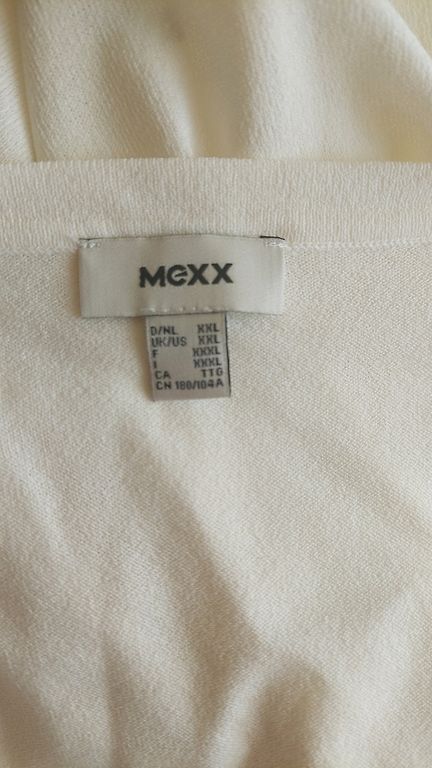 MEXX
D/NL XXL
UK/US XXL
F XXXL
I XXXL
CA TTG
CN 180/104A